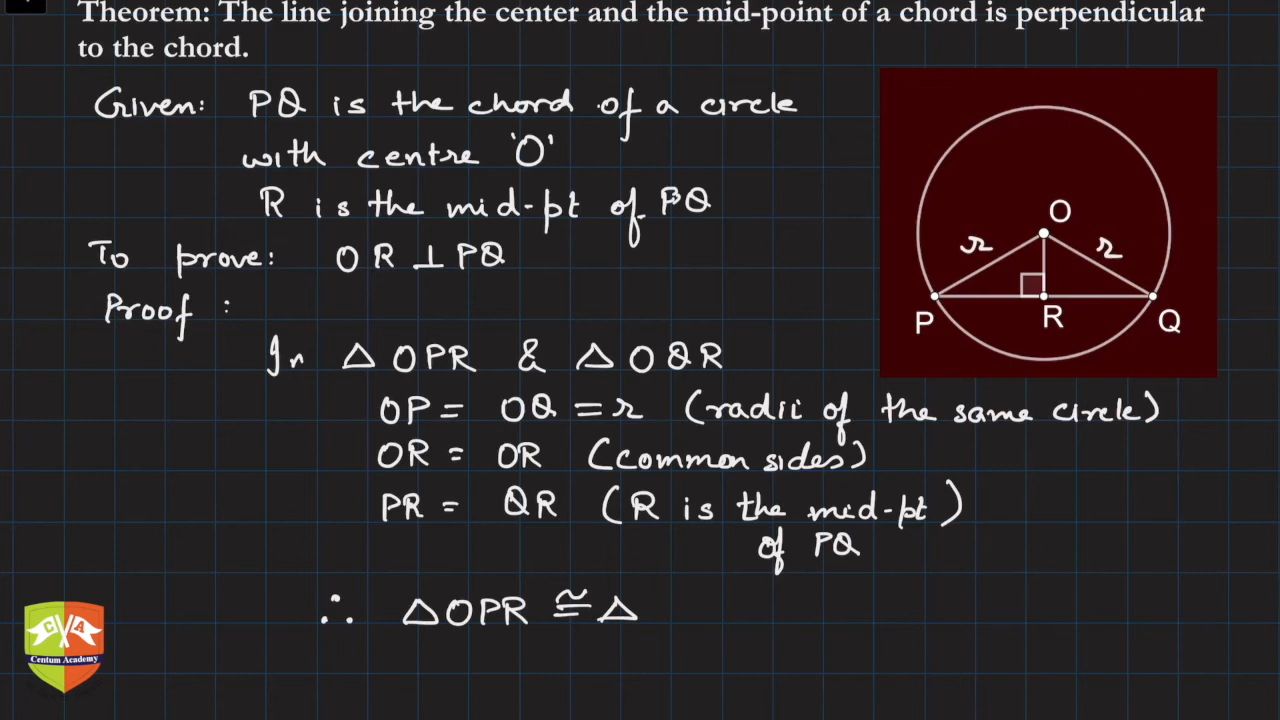 Theorem: The line joining the center and the mid-point of a chord is perpendicular
to the chord.
Given: PQ is the chord of a circle
with centre 'O'
R is the mid-pt of PQ
To prove: OR ⊥ PQ
Proof :
In △ OPR & △ OQR
OP = OQ = r (radii of the same circle)
OR = OR (common sides)
PR = QR (R is the mid-pt)
of PQ
∴ △OPR ≅ △
O
r r
P R Q
C A
Centum Academy